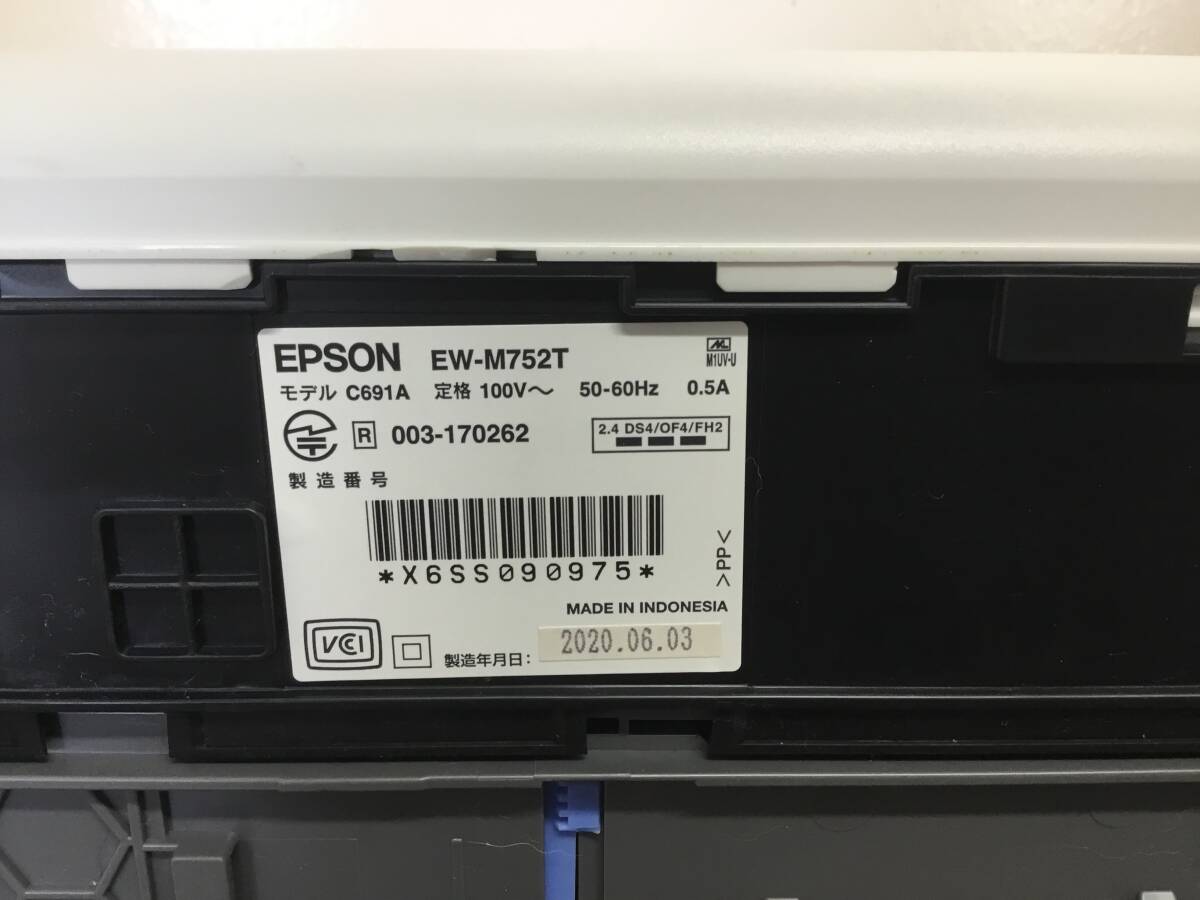 EPSON EW-M752T
M1UV-U
モデル C691A 定格 100V～ 50-60Hz 0.5A
R 003-170262
2.4 DS4/OF4/FH2
製造番号
*X6SS090975*
>PP<
MADE IN INDONESIA
VCCI
製造年月日: 2020.06.03